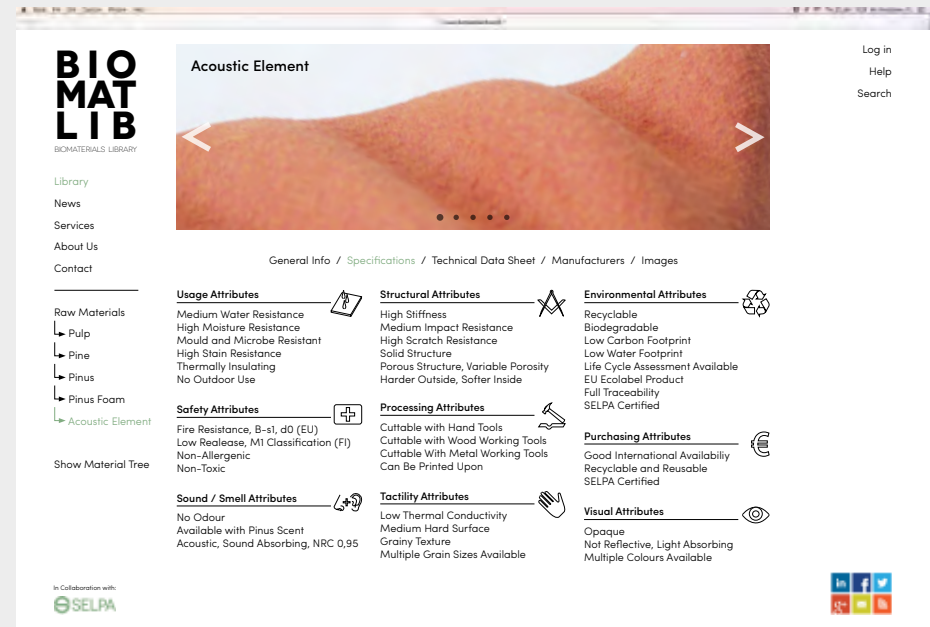 BIO
MAT
LIB
BIOMATERIALS LIBRARY
Library
News
Services
About Us
Contact
Raw Materials
Pulp
Pine
Pinus
Pinus Foam
Acoustic Element
Show Material Tree
In Collaboration with:
SELPA
Acoustic Element
Log in
Help
Search
General Info / Specifications / Technical Data Sheet / Manufacturers / Images
Usage Attributes
Medium Water Resistance
High Moisture Resistance
Mould and Microbe Resistant
High Stain Resistance
Thermally Insulating
No Outdoor Use
Safety Attributes
Fire Resistance, B-s1, d0 (EU)
Low Realease, M1 Classification (FI)
Non-Allergenic
Non-Toxic
Sound / Smell Attributes
No Odour
Available with Pinus Scent
Acoustic, Sound Absorbing, NRC 0,95
Structural Attributes
High Stiffness
Medium Impact Resistance
High Scratch Resistance
Solid Structure
Porous Structure, Variable Porosity
Harder Outside, Softer Inside
Processing Attributes
Cuttable with Hand Tools
Cuttable with Wood Working Tools
Cuttable With Metal Working Tools
Can Be Printed Upon
Tactility Attributes
Low Thermal Conductivity
Medium Hard Surface
Grainy Texture
Multiple Grain Sizes Available
Environmental Attributes
Recyclable
Biodegradable
Low Carbon Footprint
Low Water Footprint
Life Cycle Assessment Available
EU Ecolabel Product
Full Traceability
SELPA Certified
Purchasing Attributes
Good International Availabiliy
Recyclable and Reusable
SELPA Certified
Visual Attributes
Opaque
Not Reflective, Light Absorbing
Multiple Colours Available
in f
g+